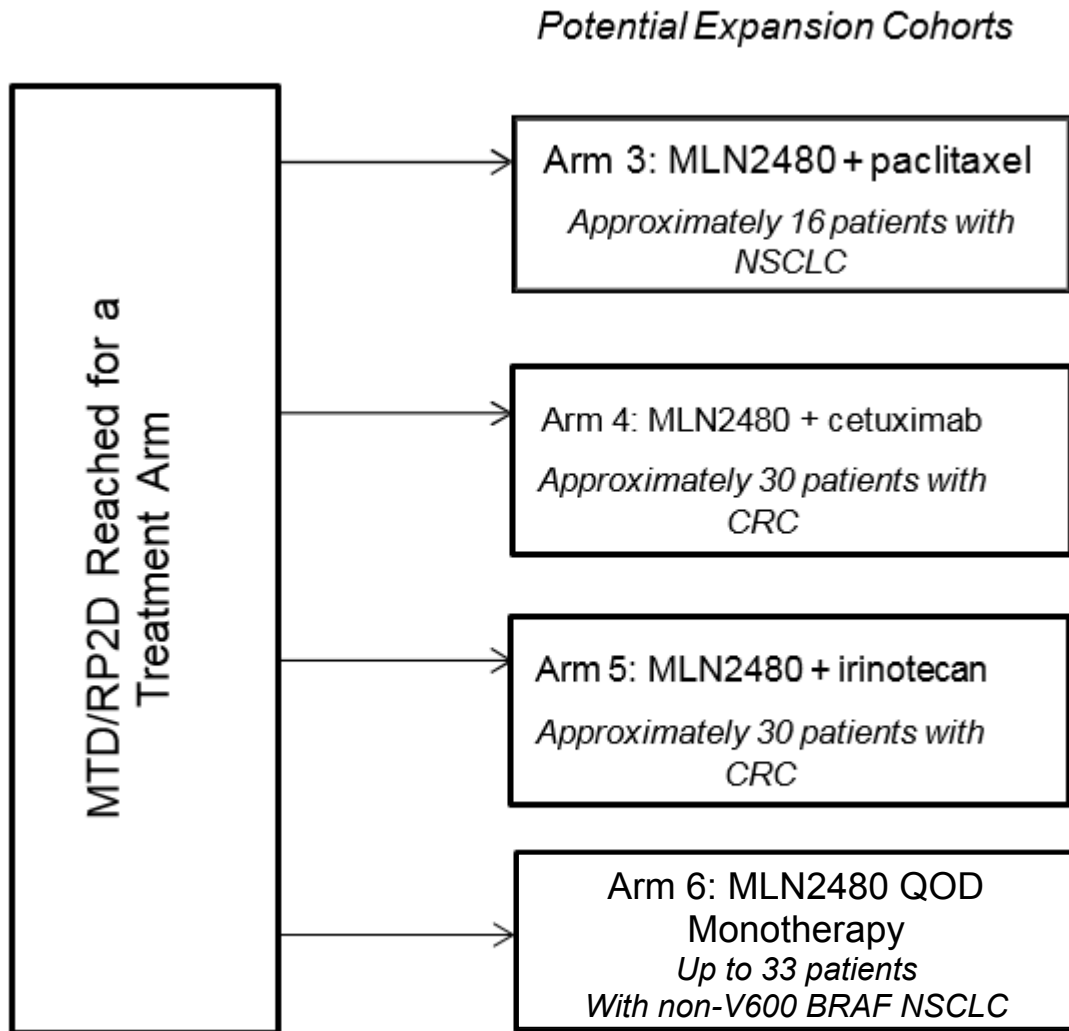 Potential Expansion Cohorts
MTD/RP2D Reached for a
Treatment Arm
Arm 3: MLN2480 + paclitaxel
Approximately 16 patients with
NSCLC
Arm 4: MLN2480 + cetuximab
Approximately 30 patients with
CRC
Arm 5: MLN2480 + irinotecan
Approximately 30 patients with
CRC
Arm 6: MLN2480 QOD
Monotherapy
Up to 33 patients
With non-V600 BRAF NSCLC